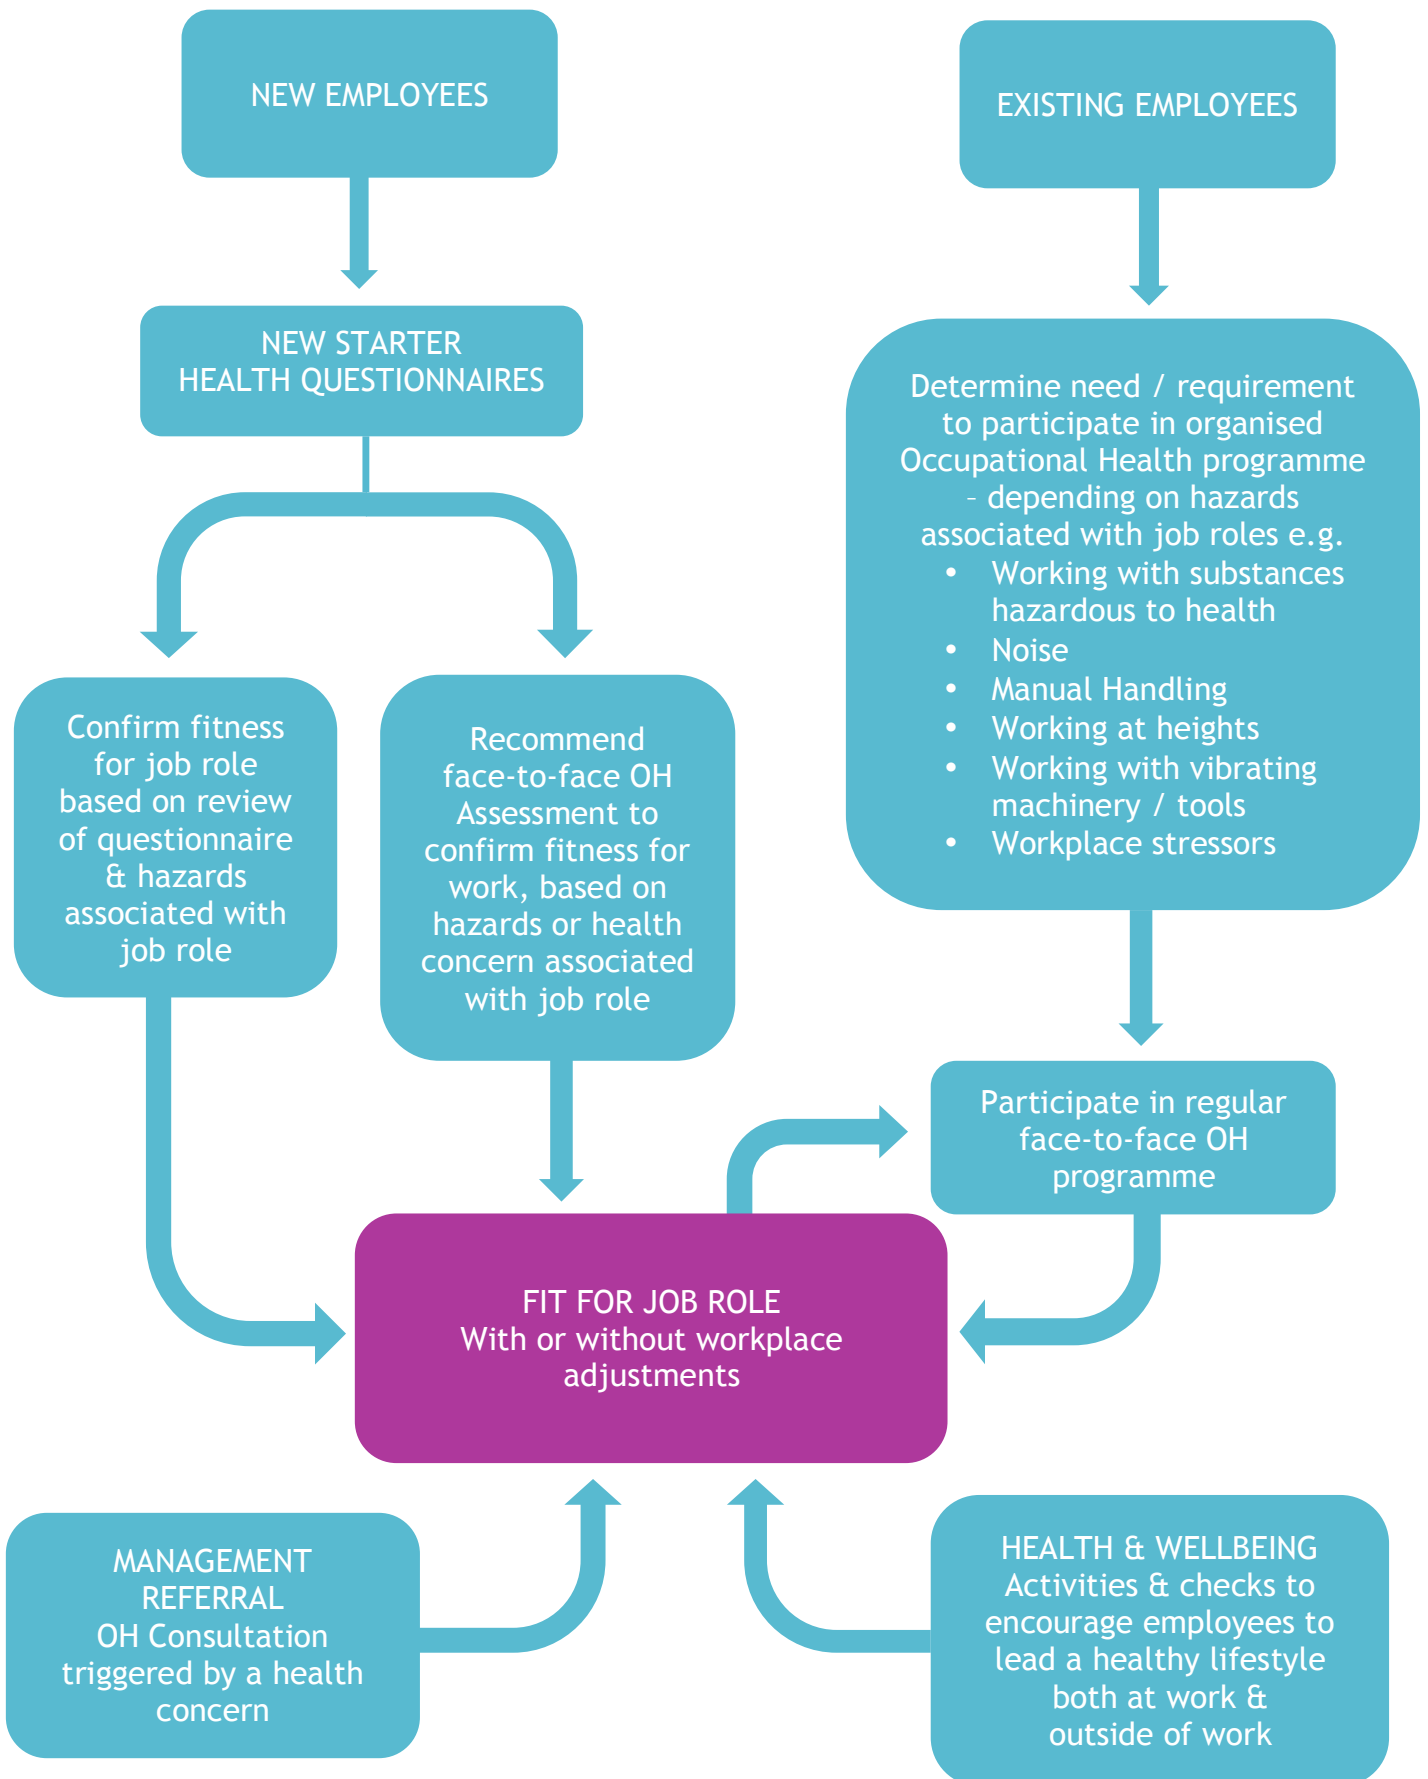 NEW EMPLOYEES
EXISTING EMPLOYEES
NEW STARTER
HEALTH QUESTIONNAIRES
Determine need / requirement
to participate in organised
Occupational Health programme
– depending on hazards
associated with job roles e.g.
• Working with substances
hazardous to health
• Noise
• Manual Handling
• Working at heights
• Working with vibrating
machinery / tools
• Workplace stressors
Confirm fitness
for job role
based on review
of questionnaire
& hazards
associated with
job role
Recommend
face-to-face OH
Assessment to
confirm fitness for
work, based on
hazards or health
concern associated
with job role
Participate in regular
face-to-face OH
programme
FIT FOR JOB ROLE
With or without workplace
adjustments
MANAGEMENT
REFERRAL
OH Consultation
triggered by a health
concern
HEALTH & WELLBEING
Activities & checks to
encourage employees to
lead a healthy lifestyle
both at work &
outside of work